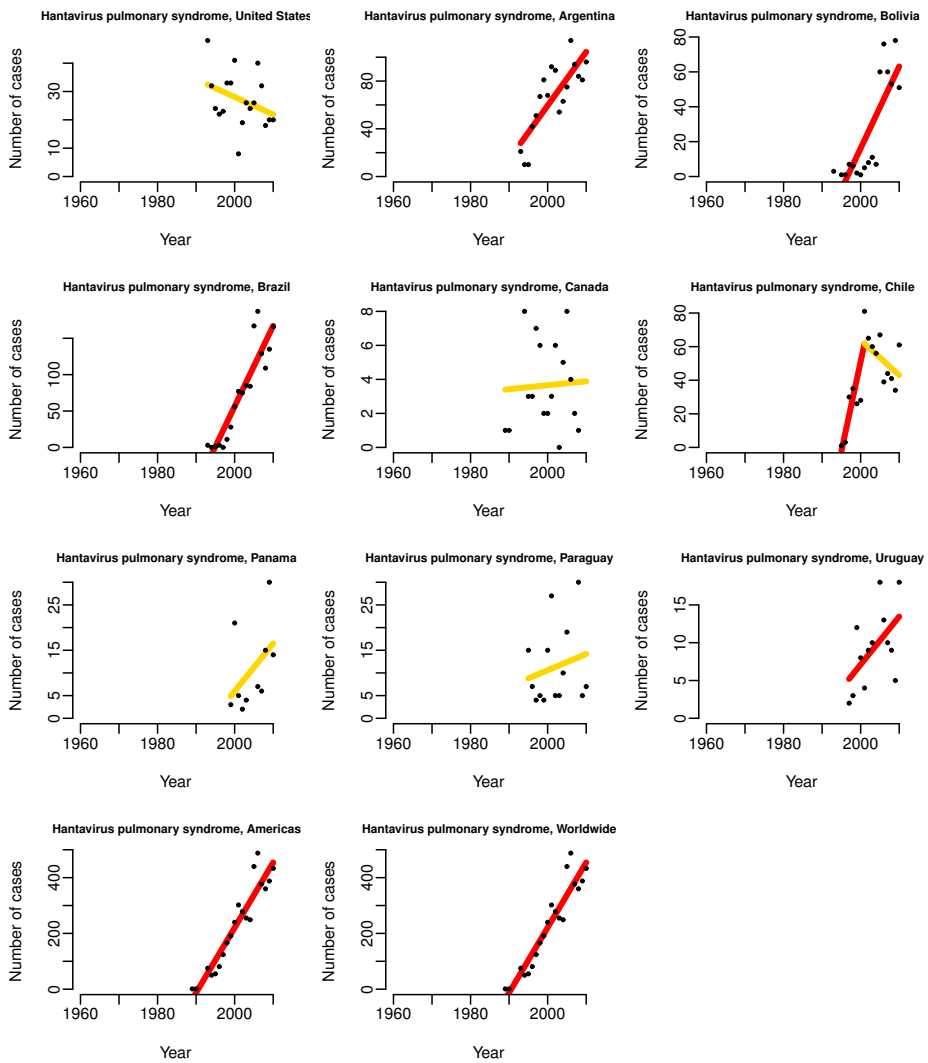 Hantavirus pulmonary syndrome, United States
Number of cases
0 10 30
1960 1980 2000
Year
Hantavirus pulmonary syndrome, Argentina
Number of cases
0 40 80
1960 1980 2000
Year
Hantavirus pulmonary syndrome, Bolivia
Number of cases
0 20 40 60 80
1960 1980 2000
Year
Hantavirus pulmonary syndrome, Brazil
Number of cases
0 50 100
1960 1980 2000
Year
Hantavirus pulmonary syndrome, Canada
Number of cases
0 2 4 6 8
1960 1980 2000
Year
Hantavirus pulmonary syndrome, Chile
Number of cases
0 20 40 60 80
1960 1980 2000
Year
Hantavirus pulmonary syndrome, Panama
Number of cases
0 5 15 25
1960 1980 2000
Year
Hantavirus pulmonary syndrome, Paraguay
Number of cases
0 5 15 25
1960 1980 2000
Year
Hantavirus pulmonary syndrome, Uruguay
Number of cases
0 5 10 15
1960 1980 2000
Year
Hantavirus pulmonary syndrome, Americas
Number of cases
0 200 400
1960 1980 2000
Year
Hantavirus pulmonary syndrome, Worldwide
Number of cases
0 200 400
1960 1980 2000
Year